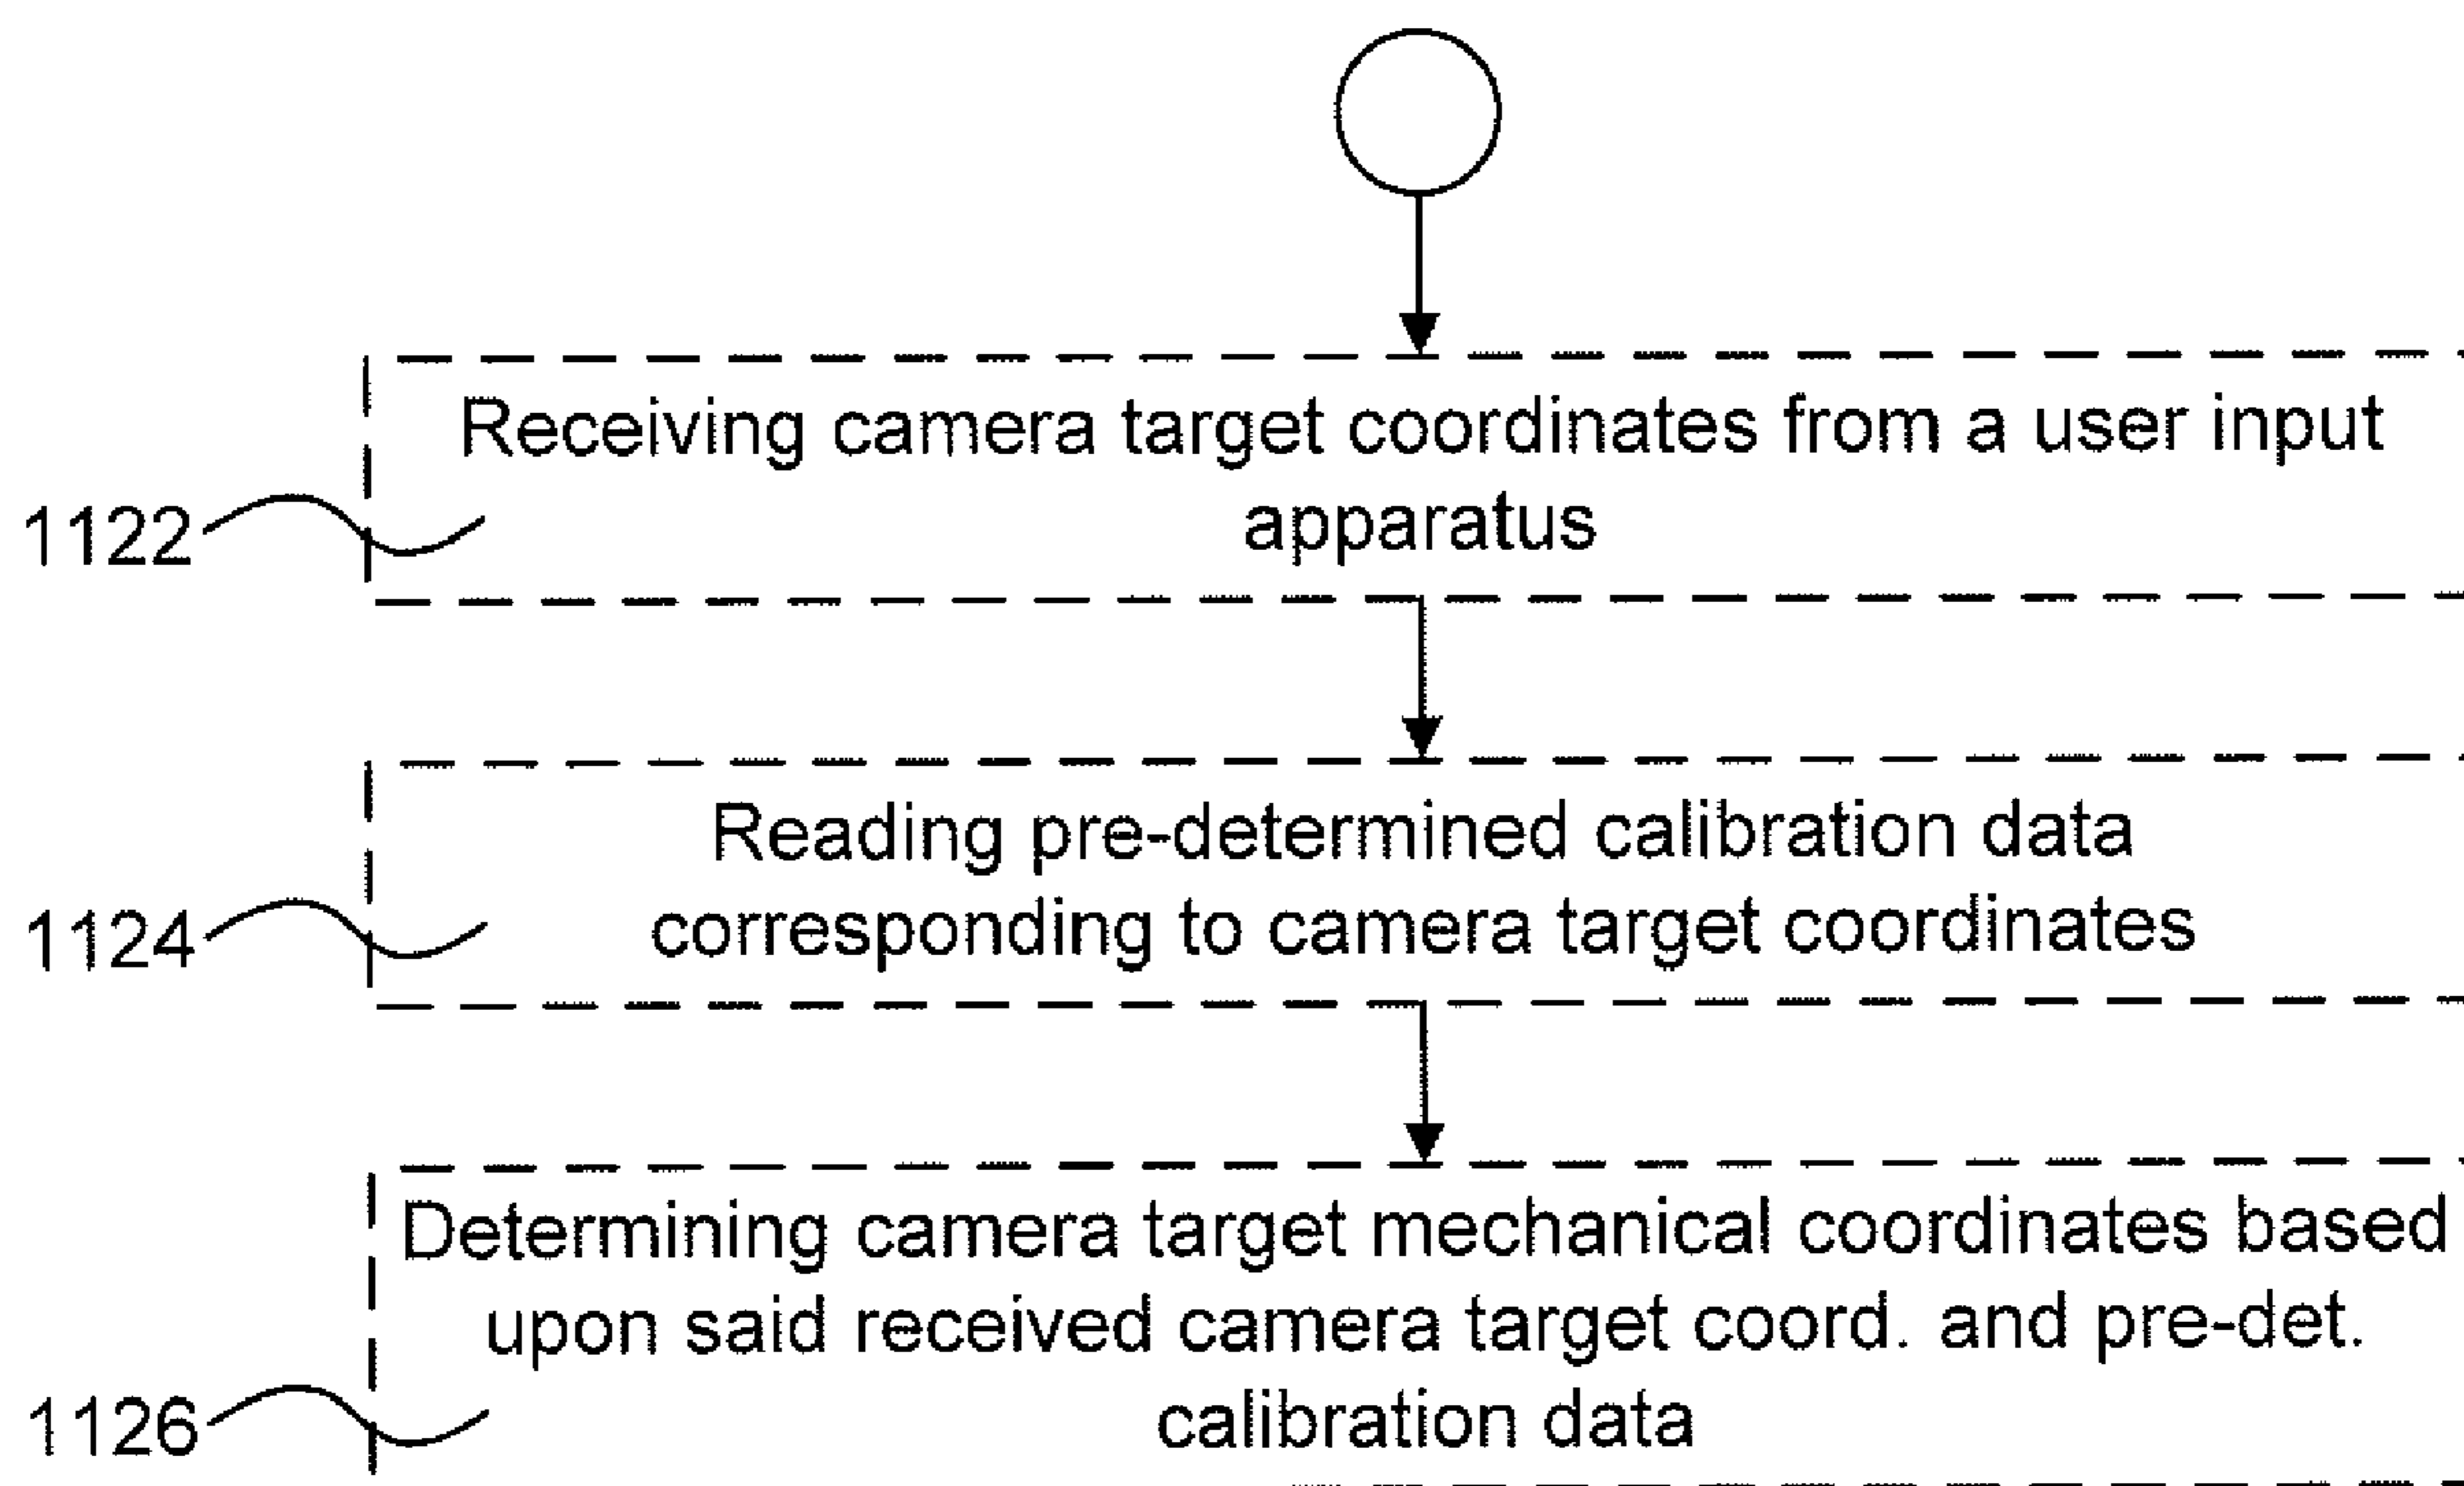 Receiving camera target coordinates from a user input
apparatus
1122
Reading pre-determined calibration data
corresponding to camera target coordinates
1124
Determining camera target mechanical coordinates based
upon said received camera target coord. and pre-det.
calibration data
1126